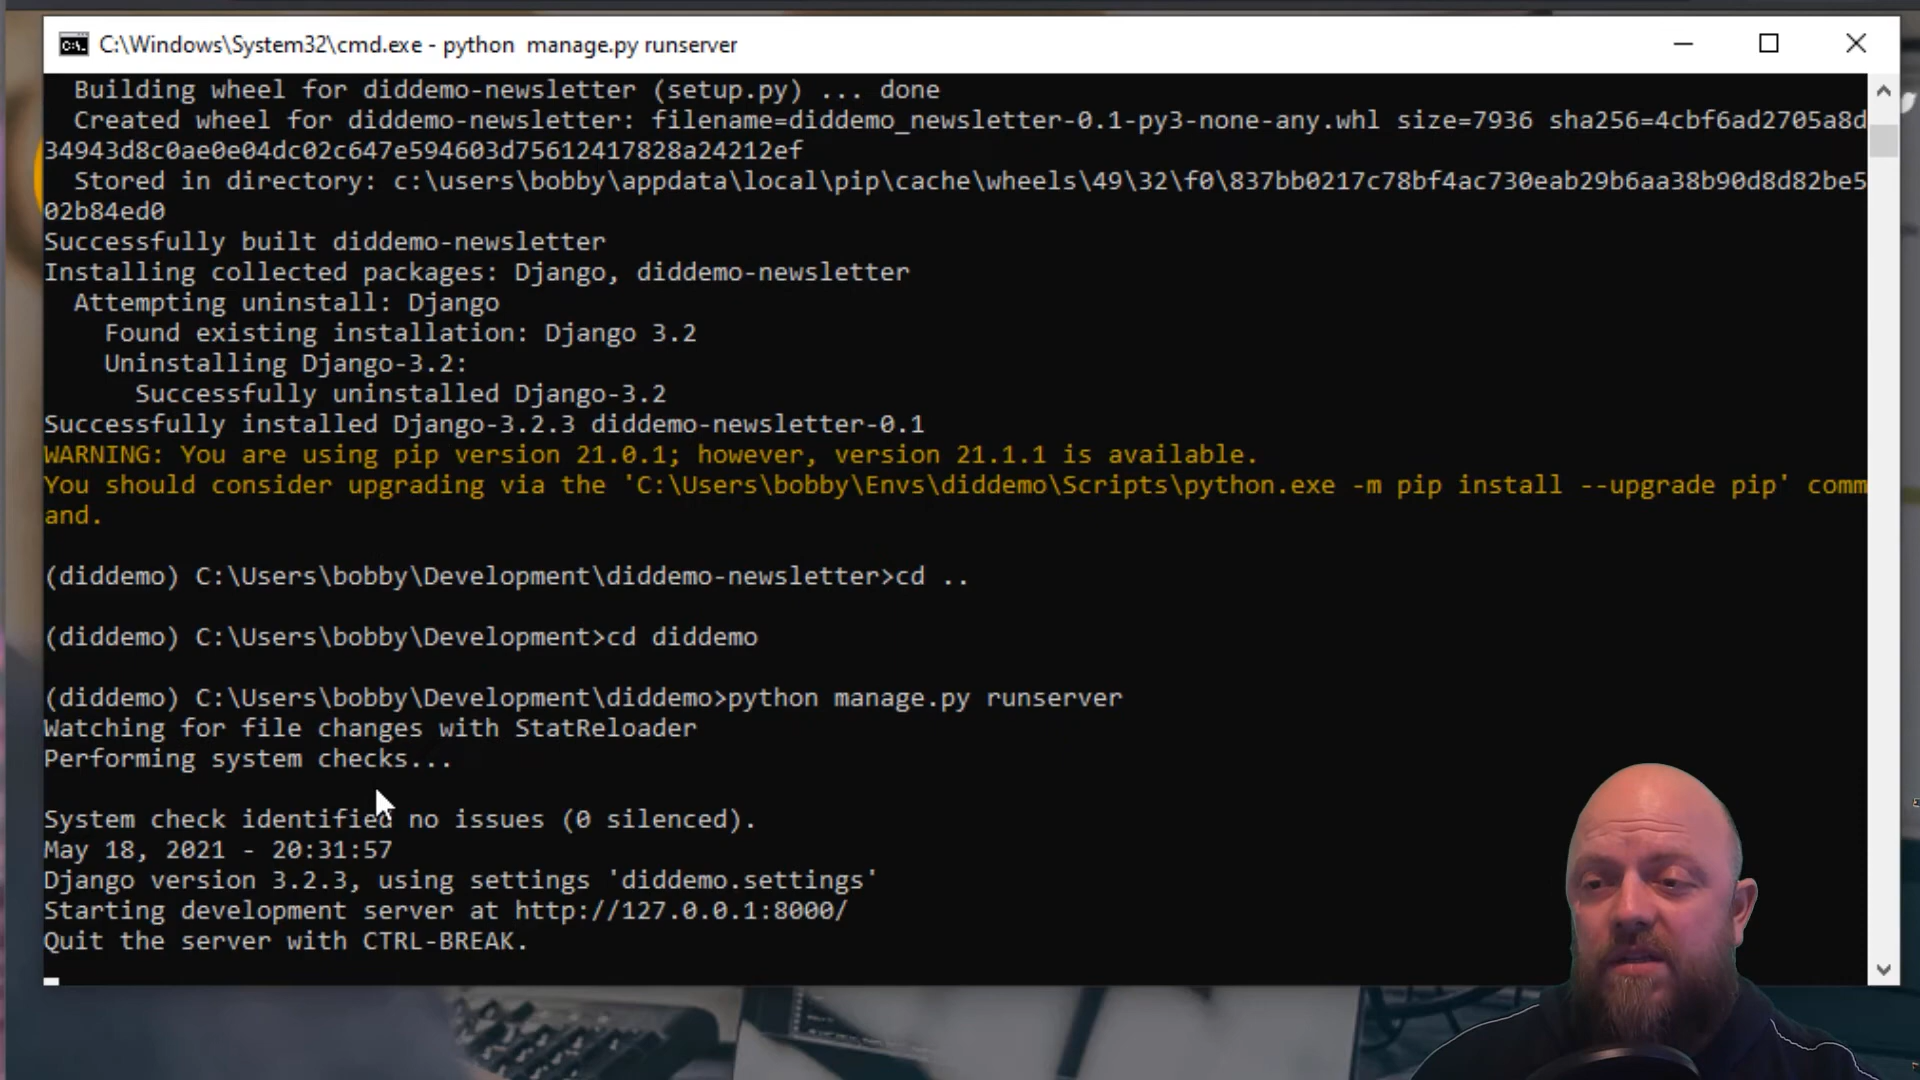 C:\Windows\System32\cmd.exe - python  manage.py runserver
Building wheel for diddemo-newsletter (setup.py) ... done
Created wheel for diddemo-newsletter: filename=diddemo_newsletter-0.1-py3-none-any.whl size=7936 sha256=4cbf6ad2705a8d
34943d8c0ae0e04dc02c647e594603d75612417828a24212ef
Stored in directory: c:\users\bobby\appdata\local\pip\cache\wheels\49\32\f0\837bb0217c78bf4ac730eab29b6aa38b90d8d82be5
02b84ed0
Successfully built diddemo-newsletter
Installing collected packages: Django, diddemo-newsletter
Attempting uninstall: Django
Found existing installation: Django 3.2
Uninstalling Django-3.2:
Successfully uninstalled Django-3.2
Successfully installed Django-3.2.3 diddemo-newsletter-0.1
WARNING: You are using pip version 21.0.1; however, version 21.1.1 is available.
You should consider upgrading via the 'C:\Users\bobby\Envs\diddemo\Scripts\python.exe -m pip install --upgrade pip' comm
and.
(diddemo) C:\Users\bobby\Development\diddemo-newsletter>cd ..
(diddemo) C:\Users\bobby\Development>cd diddemo
(diddemo) C:\Users\bobby\Development\diddemo>python manage.py runserver
Watching for file changes with StatReloader
Performing system checks...
System check identified no issues (0 silenced).
May 18, 2021 - 20:31:57
Django version 3.2.3, using settings 'diddemo.settings'
Starting development server at http://127.0.0.1:8000/
Quit the server with CTRL-BREAK.